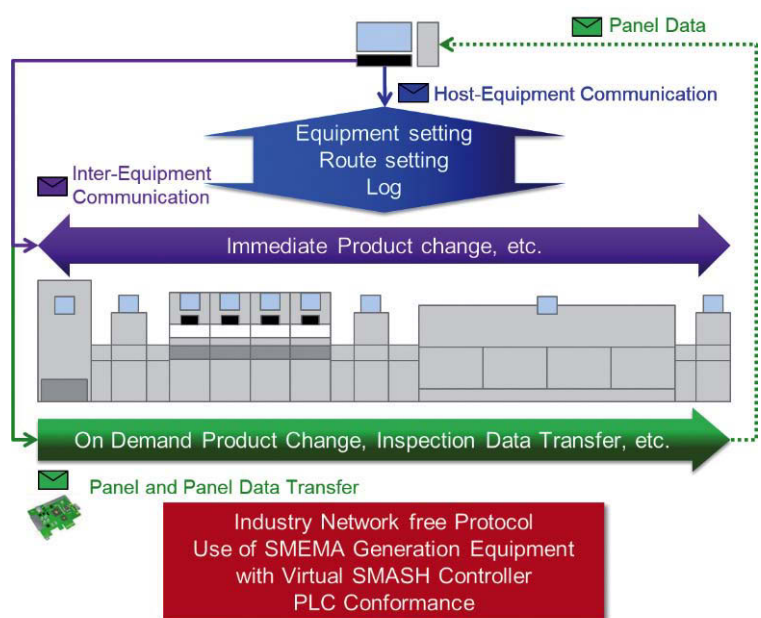 Panel Data
Host-Equipment Communication
Equipment setting
Route setting
Log
Inter-Equipment
Communication
Immediate Product change, etc.
On Demand Product Change, Inspection Data Transfer, etc.
Panel and Panel Data Transfer
Industry Network free Protocol
Use of SMEMA Generation Equipment
with Virtual SMASH Controller
PLC Conformance